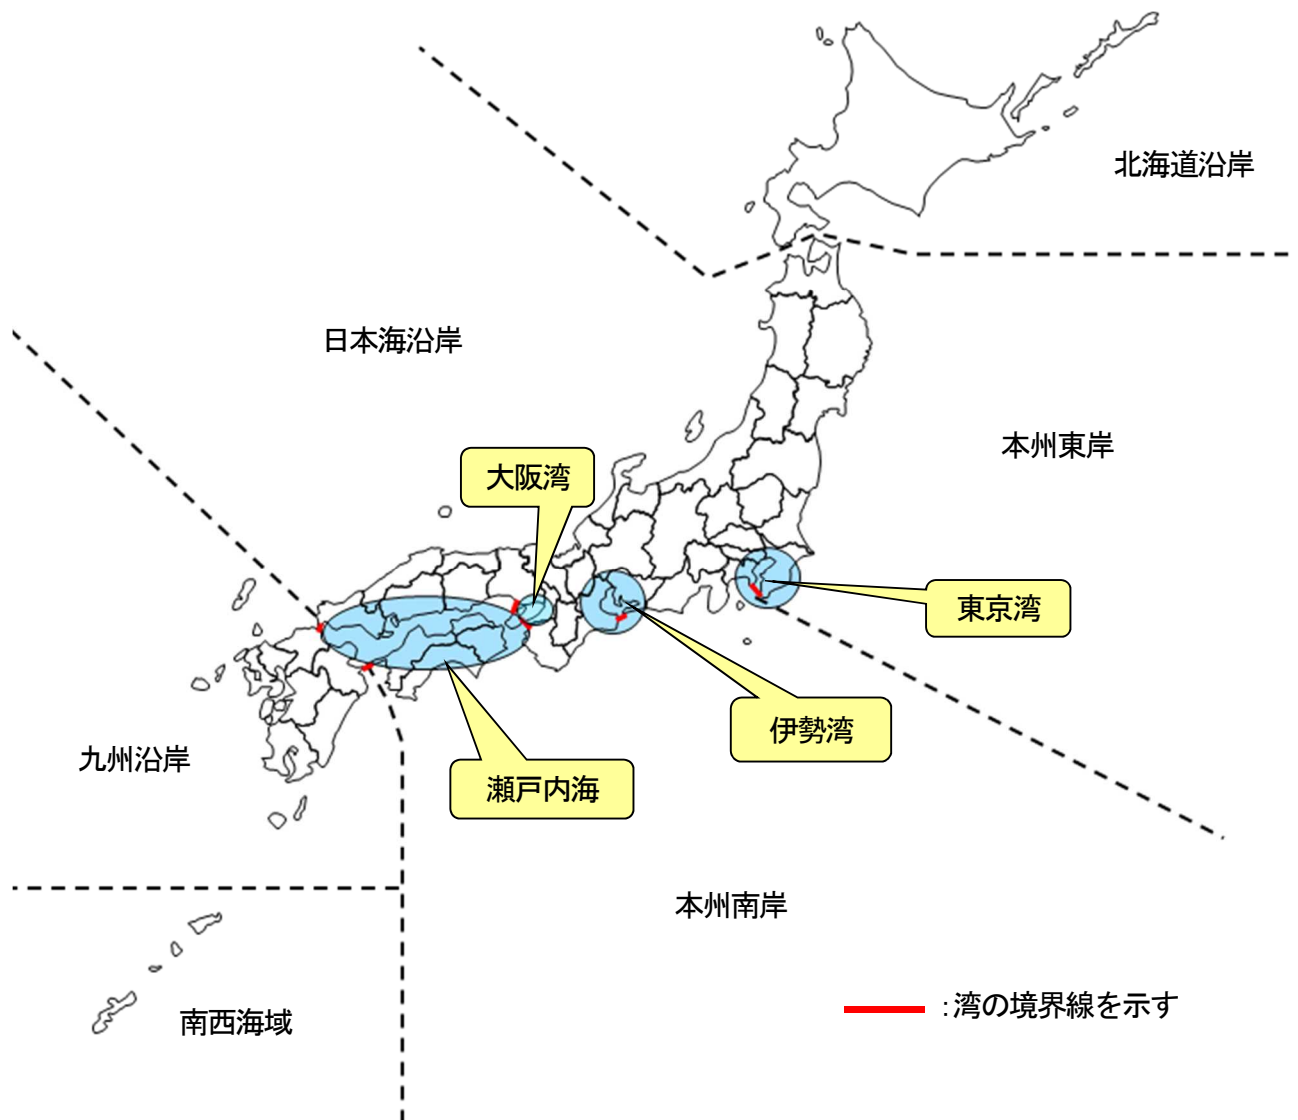 北海道沿岸
日本海沿岸
本州東岸
大阪湾
東京湾
伊勢湾
九州沿岸
瀬戸内海
本州南岸
南西海域
:湾の境界線を示す